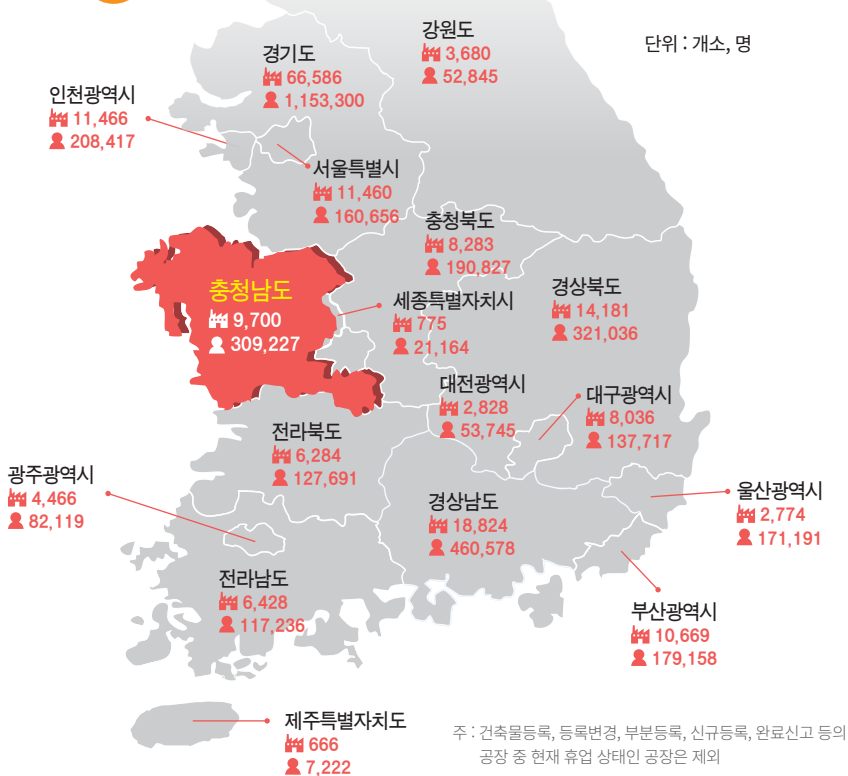 단위 : 개소, 명
강원도
3,680
52,845
경기도
66,586
1,153,300
인천광역시
11,466
208,417
서울특별시
11,460
160,656
충청북도
8,283
190,827
충청남도
9,700
309,227
세종특별자치시
775
21,164
경상북도
14,181
321,036
대전광역시
2,828
53,745
대구광역시
8,036
137,717
전라북도
6,284
127,691
광주광역시
4,466
82,119
경상남도
18,824
460,578
울산광역시
2,774
171,191
전라남도
6,428
117,236
부산광역시
10,669
179,158
제주특별자치도
666
7,222
주 : 건축물등록, 등록변경, 부분등록, 신규등록, 완료신고 등의
공장 중 현재 휴업 상태인 공장은 제외